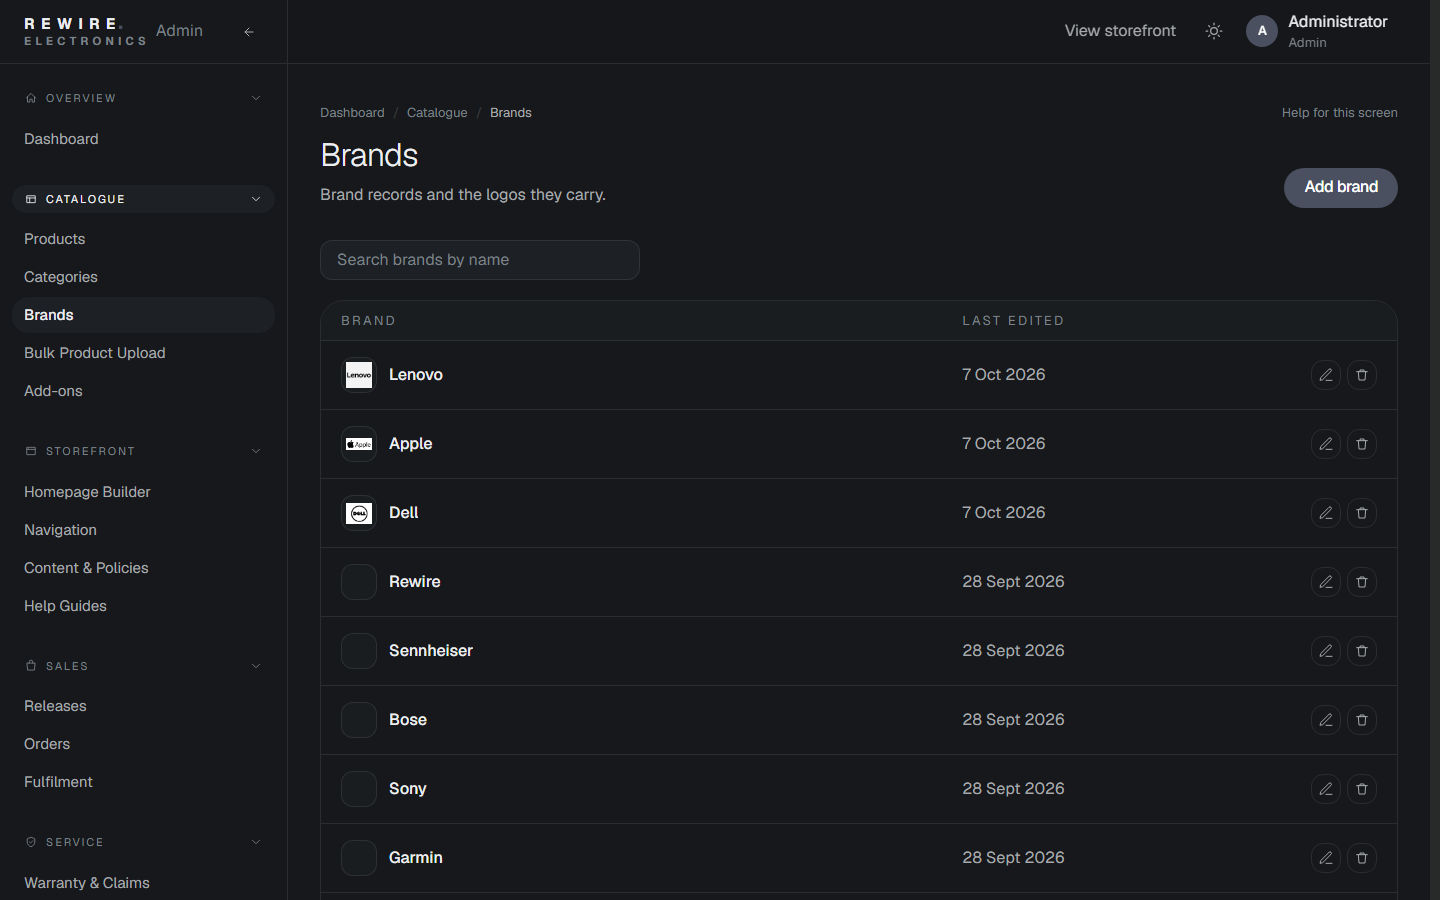 REWIRE.
ELECTRONICS
Admin
View storefront
A
Administrator
Admin
OVERVIEW
Dashboard
CATALOGUE
Products
Categories
Brands
Bulk Product Upload
Add-ons
STOREFRONT
Homepage Builder
Navigation
Content & Policies
Help Guides
SALES
Releases
Orders
Fulfilment
SERVICE
Warranty & Claims
Dashboard / Catalogue / Brands
Help for this screen
Brands
Brand records and the logos they carry.
Add brand
Search brands by name
BRAND LAST EDITED
Lenovo Lenovo 7 Oct 2026
Apple Apple 7 Oct 2026
DELL Dell 7 Oct 2026
Rewire 28 Sept 2026
Sennheiser 28 Sept 2026
Bose 28 Sept 2026
Sony 28 Sept 2026
Garmin 28 Sept 2026